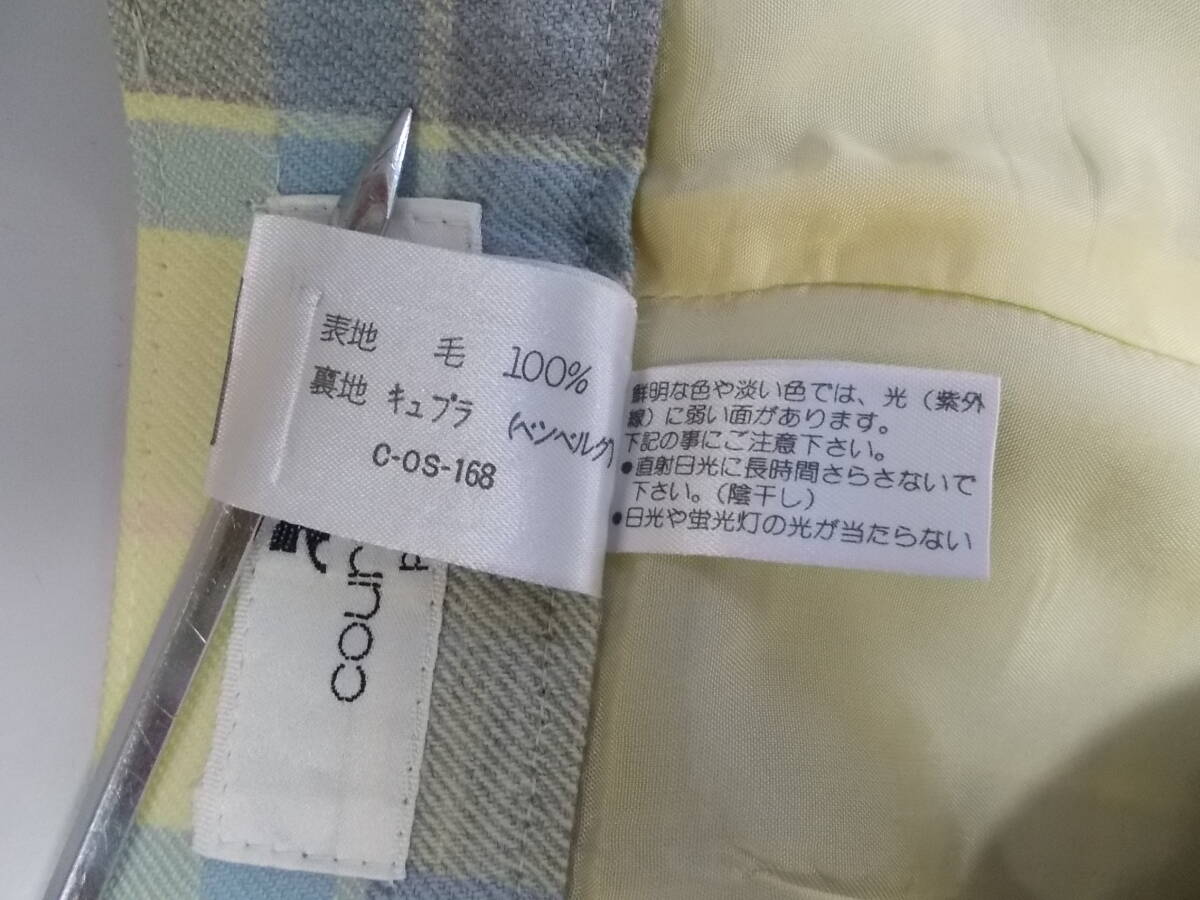 表地 毛 100%
裏地 キュプラ (ベンベルグ)
C-OS-168
鮮明な色や淡い色では、光(紫外
線)に弱い面があります。
下記の事にご注意下さい。
●直射日光に長時間さらさないで
下さい。(陰干し)
●日光や蛍光灯の光が当たらない
cour